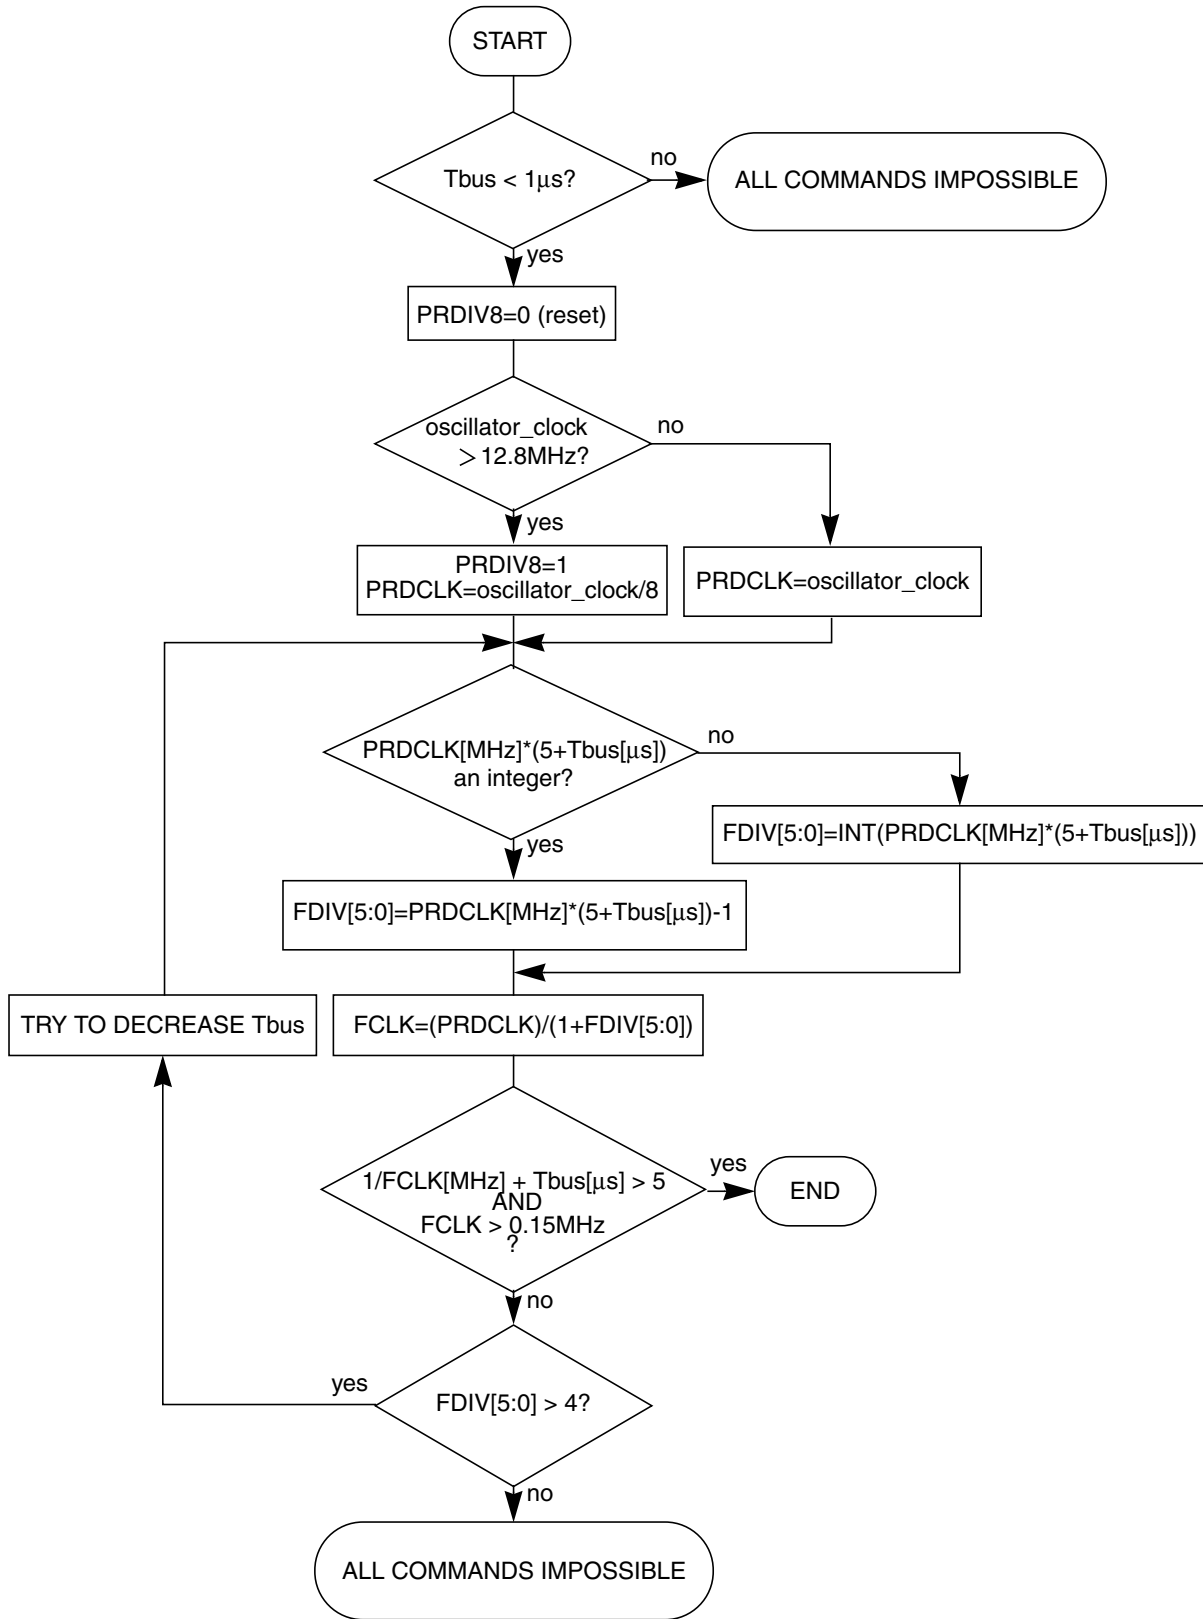 START
Tbus < 1μs?
no
ALL COMMANDS IMPOSSIBLE
yes
PRDIV8=0 (reset)
oscillator_clock
> 12.8MHz?
no
yes
PRDIV8=1
PRDCLK=oscillator_clock/8
PRDCLK=oscillator_clock
PRDCLK[MHz]*(5+Tbus[μs])
an integer?
no
yes
FDIV[5:0]=INT(PRDCLK[MHz]*(5+Tbus[μs]))
FDIV[5:0]=PRDCLK[MHz]*(5+Tbus[μs])-1
TRY TO DECREASE Tbus
FCLK=(PRDCLK)/(1+FDIV[5:0])
1/FCLK[MHz] + Tbus[μs] > 5
AND
FCLK > 0.15MHz
?
yes
END
no
FDIV[5:0] > 4?
yes
no
ALL COMMANDS IMPOSSIBLE